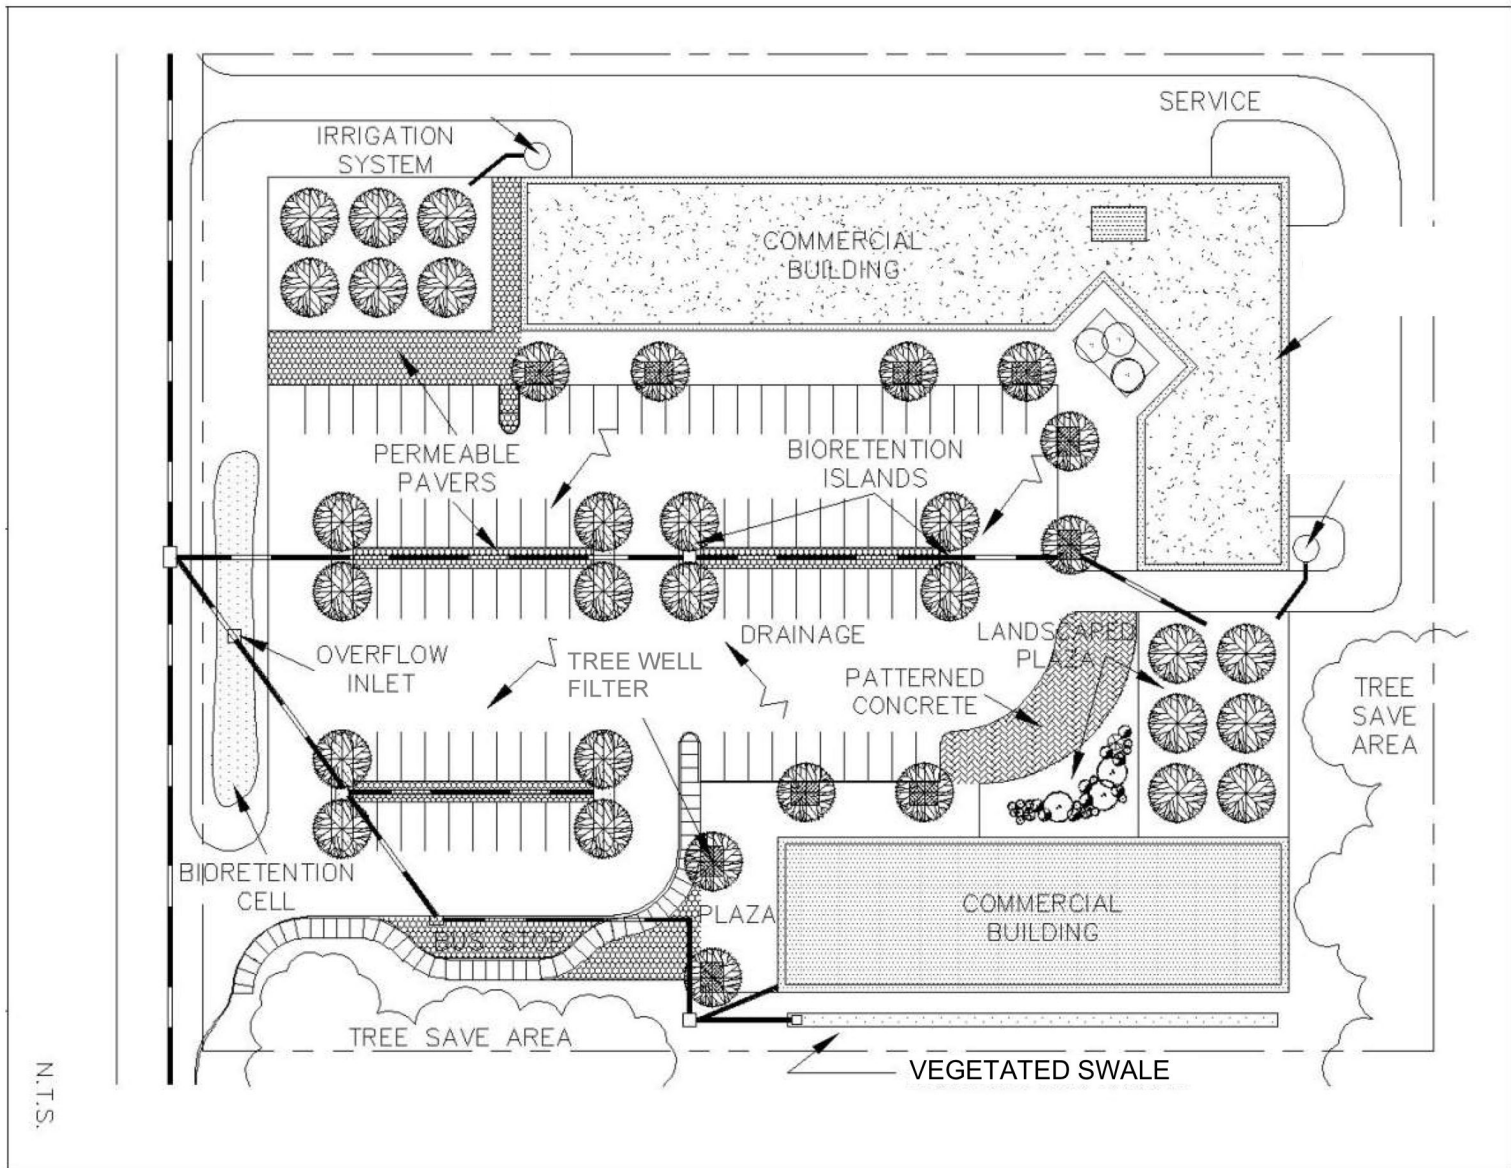 SERVICE
IRRIGATION
SYSTEM
COMMERCIAL
BUILDING
PERMEABLE
PAVERS
BIORETENTION
ISLANDS
OVERFLOW
INLET
TREE WELL
FILTER
DRAINAGE
LANDSCAPED
PLAZA
PATTERNED
CONCRETE
TREE
SAVE
AREA
BIORETENTION
CELL
BUS STOP
PLAZA
COMMERCIAL
BUILDING
TREE SAVE AREA
VEGETATED SWALE
N.T.S.